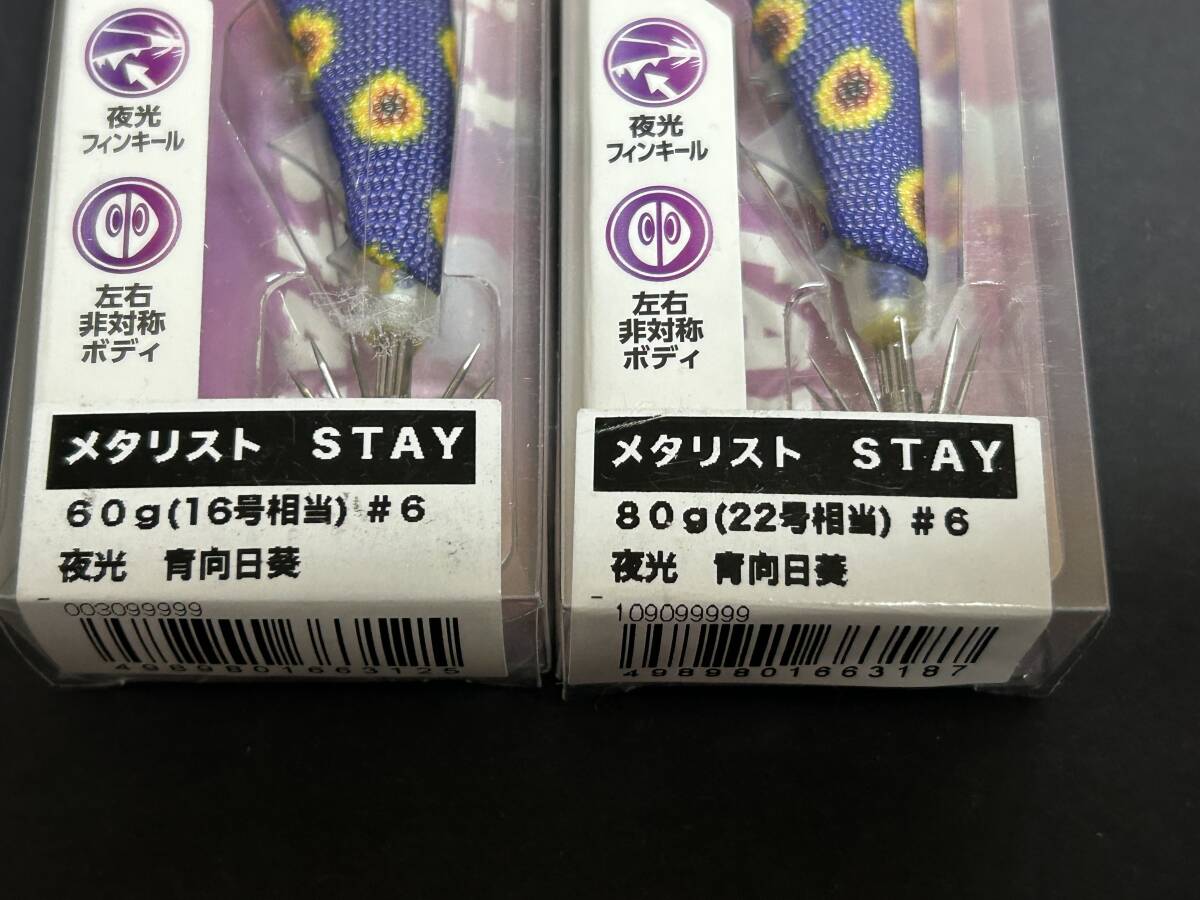 夜光
フィンキール
左右
非対称
ボディ
メタリスト STAY
60g(16号相当) #6
夜光 青向日葵
003099999
4989801663125
夜光
フィンキール
左右
非対称
ボディ
メタリスト STAY
80g(22号相当) #6
夜光 青向日葵
109099999
4989801663187